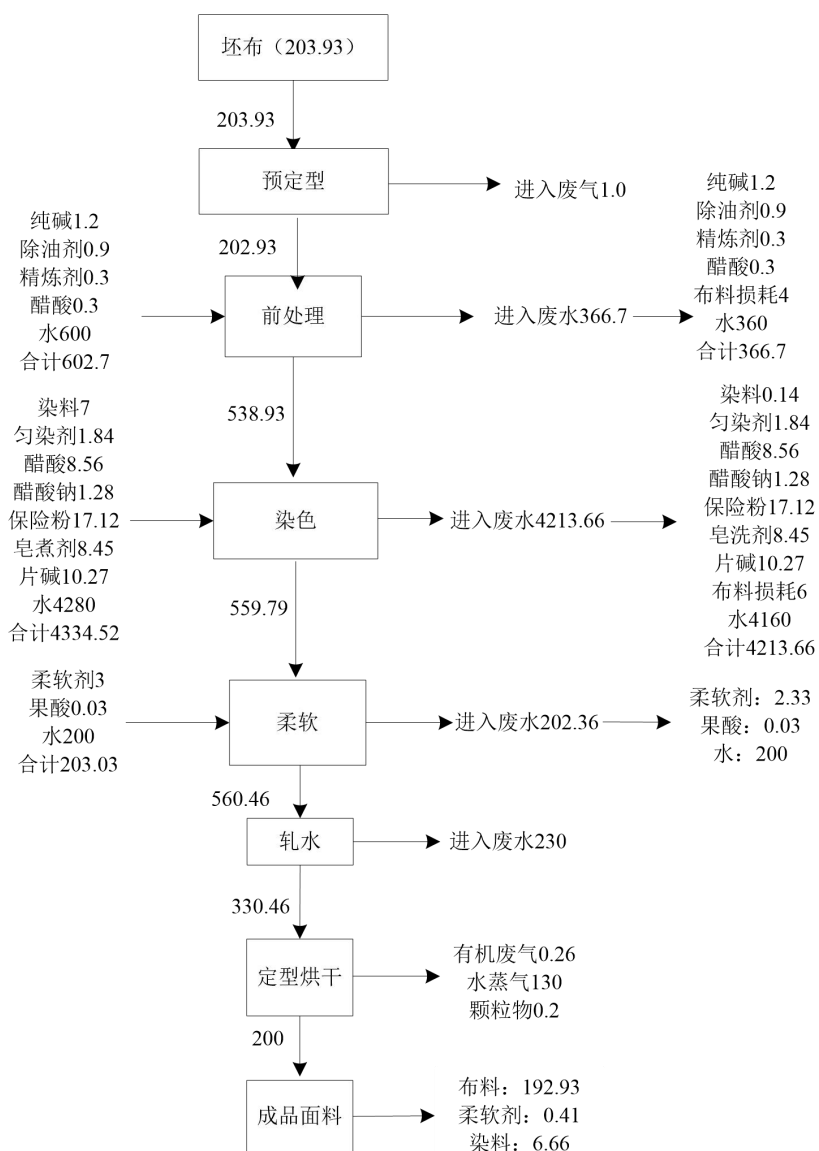 坯布（203.93）
203.93
预定型
进入废气1.0
202.93
纯碱1.2
除油剂0.9
精炼剂0.3
醋酸0.3
水600
合计602.7
前处理
进入废水366.7
纯碱1.2
除油剂0.9
精炼剂0.3
醋酸0.3
布料损耗4
水360
合计366.7
538.93
染料7
匀染剂1.84
醋酸8.56
醋酸钠1.28
保险粉17.12
皂煮剂8.45
片碱10.27
水4280
合计4334.52
染色
进入废水4213.66
染料0.14
匀染剂1.84
醋酸8.56
醋酸钠1.28
保险粉17.12
皂洗剂8.45
片碱10.27
布料损耗6
水4160
合计4213.66
559.79
柔软剂3
果酸0.03
水200
合计203.03
柔软
进入废水202.36
柔软剂：2.33
果酸：0.03
水：200
560.46
轧水
进入废水230
330.46
定型烘干
有机废气0.26
水蒸气130
颗粒物0.2
200
成品面料
布料：192.93
柔软剂：0.41
染料：6.66